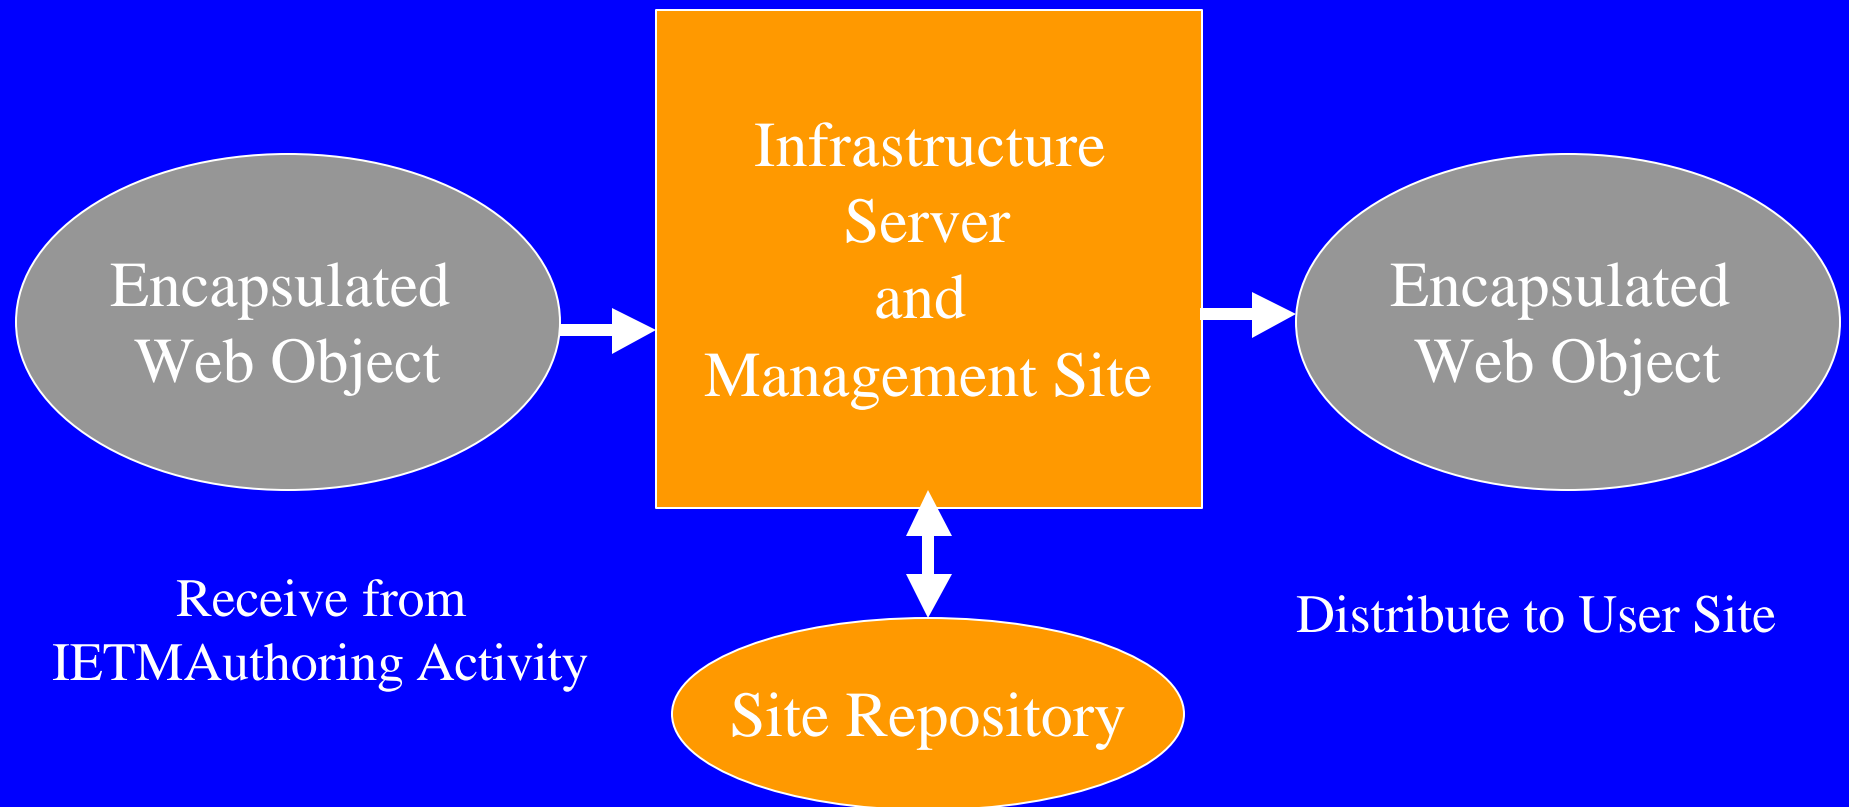 Infrastructure
Server
and
Management Site
Encapsulated
Web Object
Encapsulated
Web Object
Receive from
IETMAuthoring Activity
Distribute to User Site
Site Repository